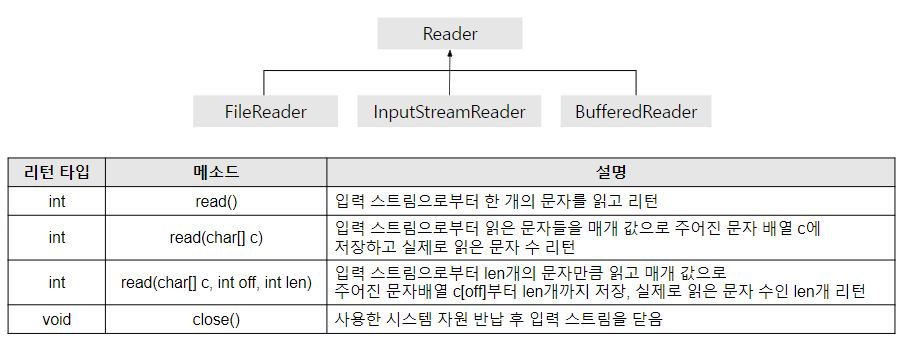 Reader
FileReader InputStreamReader BufferedReader
리턴 타입 메소드 설명
int read() 입력 스트림으로부터 한 개의 문자를 읽고 리턴
int read(char[] c) 입력 스트림으로부터 읽은 문자들을 매개 값으로 주어진 문자 배열 c에
저장하고 실제로 읽은 문자 수 리턴
int read(char[] c, int off, int len) 입력 스트림으로부터 len개의 문자만큼 읽고 매개 값으로
주어진 문자배열 c[off]부터 len개까지 저장, 실제로 읽은 문자 수인 len개 리턴
void close() 사용한 시스템 자원 반납 후 입력 스트림을 닫음